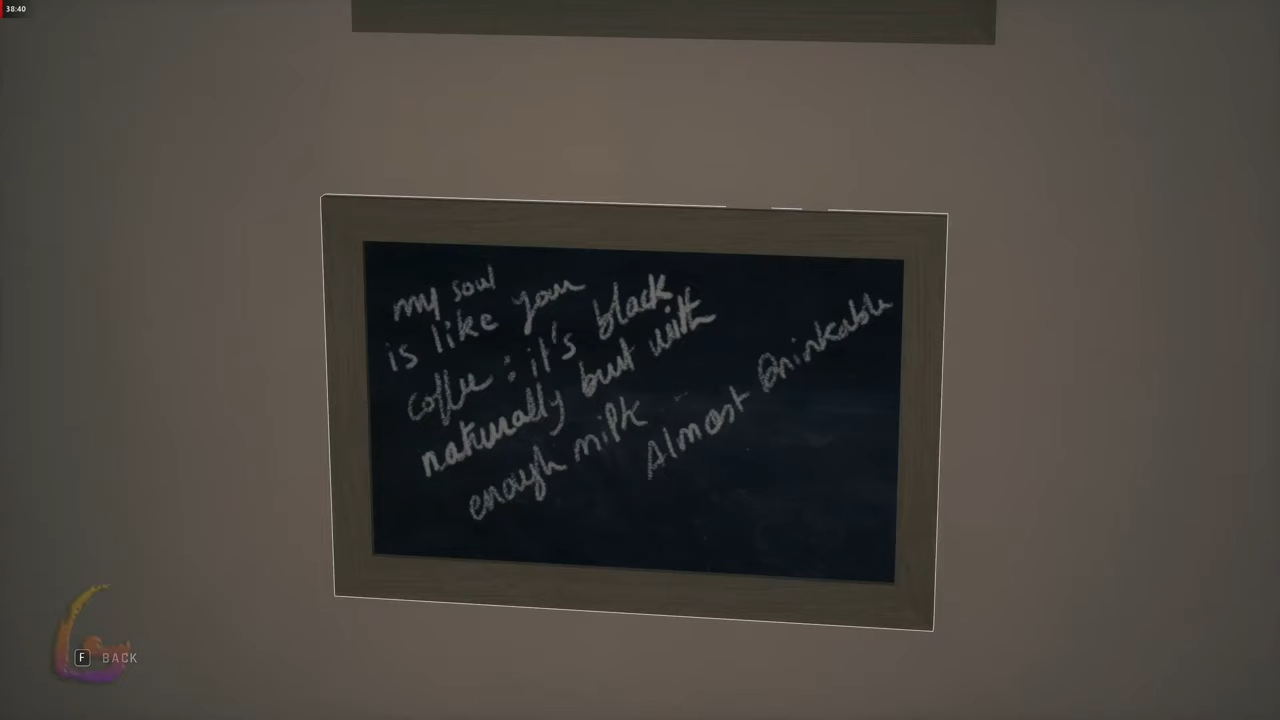 38:40
my soul
is like your
coffee : it's black
naturally but with
enough milk ..
Almost Drinkable
F BACK